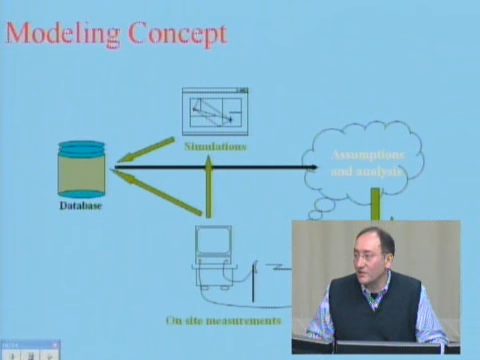 Modeling Concept
Simulations
Assumptions
and analysis
Database
On site measurements